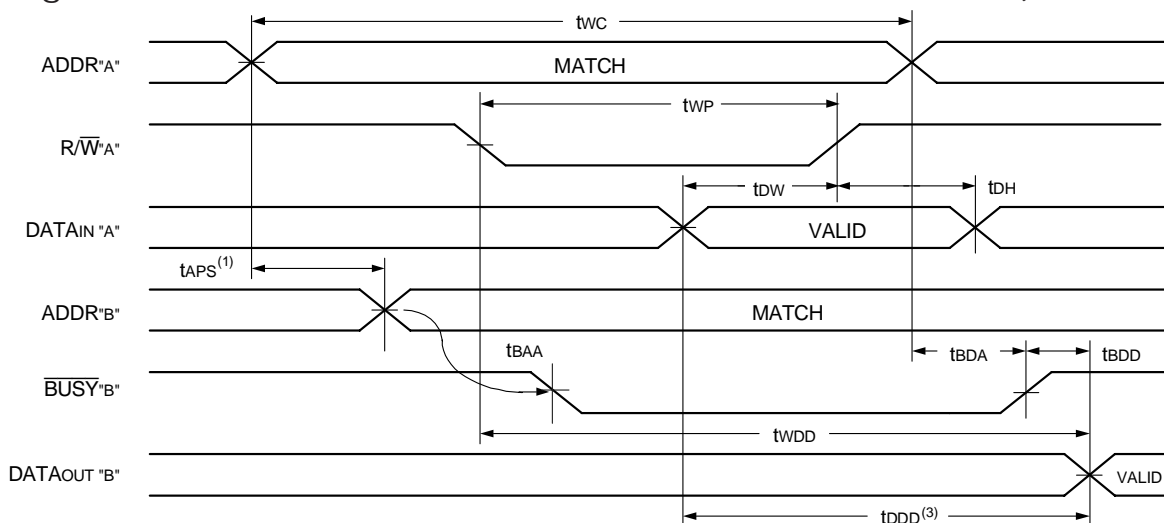 tWC
ADDR"A"
MATCH
tWP
R/W"A"
tDW
tDH
DATAIN "A"
VALID
tAPS(1)
ADDR"B"
MATCH
tBAA
tBDA
tBDD
BUSY"B"
tWDD
DATAOUT "B"
VALID
tDDD(3)